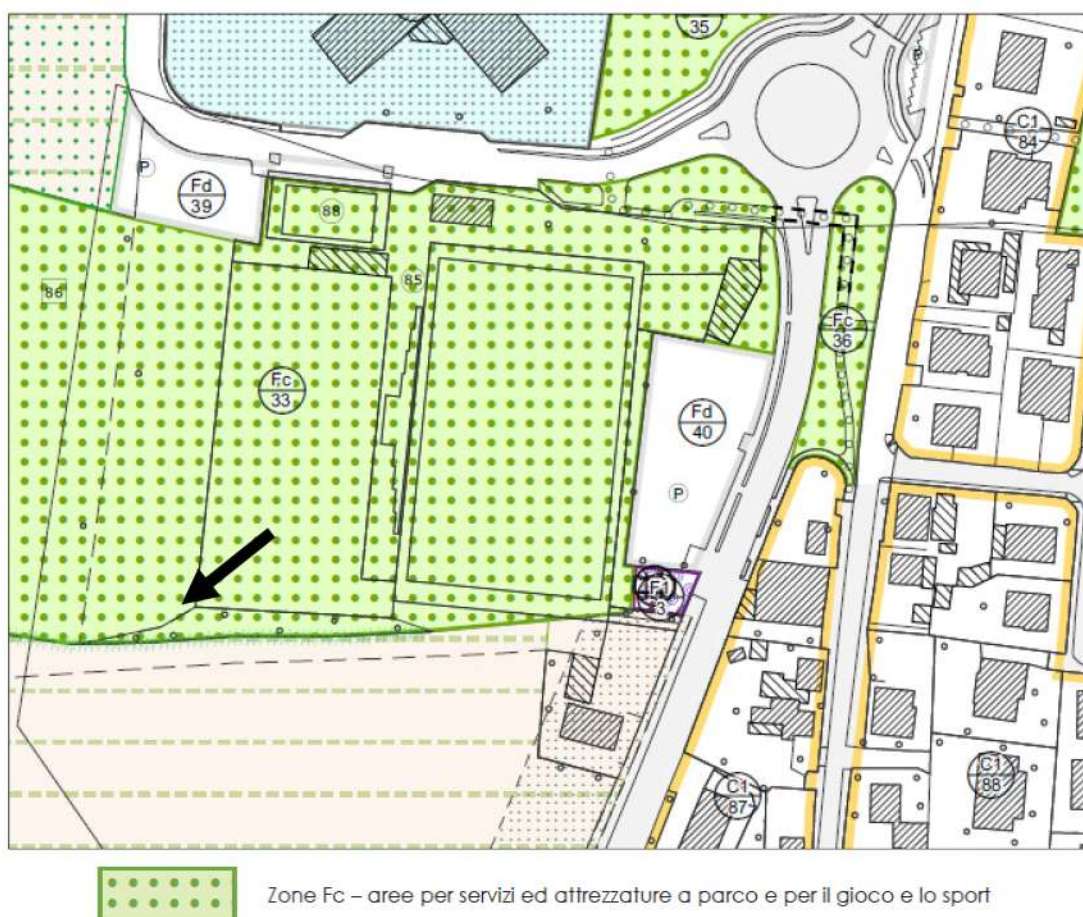 35
P
C1
84
P
Fd
39
88
86
85
Fc
36
Fc
33
Fd
40
P
C1
88
C1
87
Zone Fc – aree per servizi ed attrezzature a parco e per il gioco e lo sport